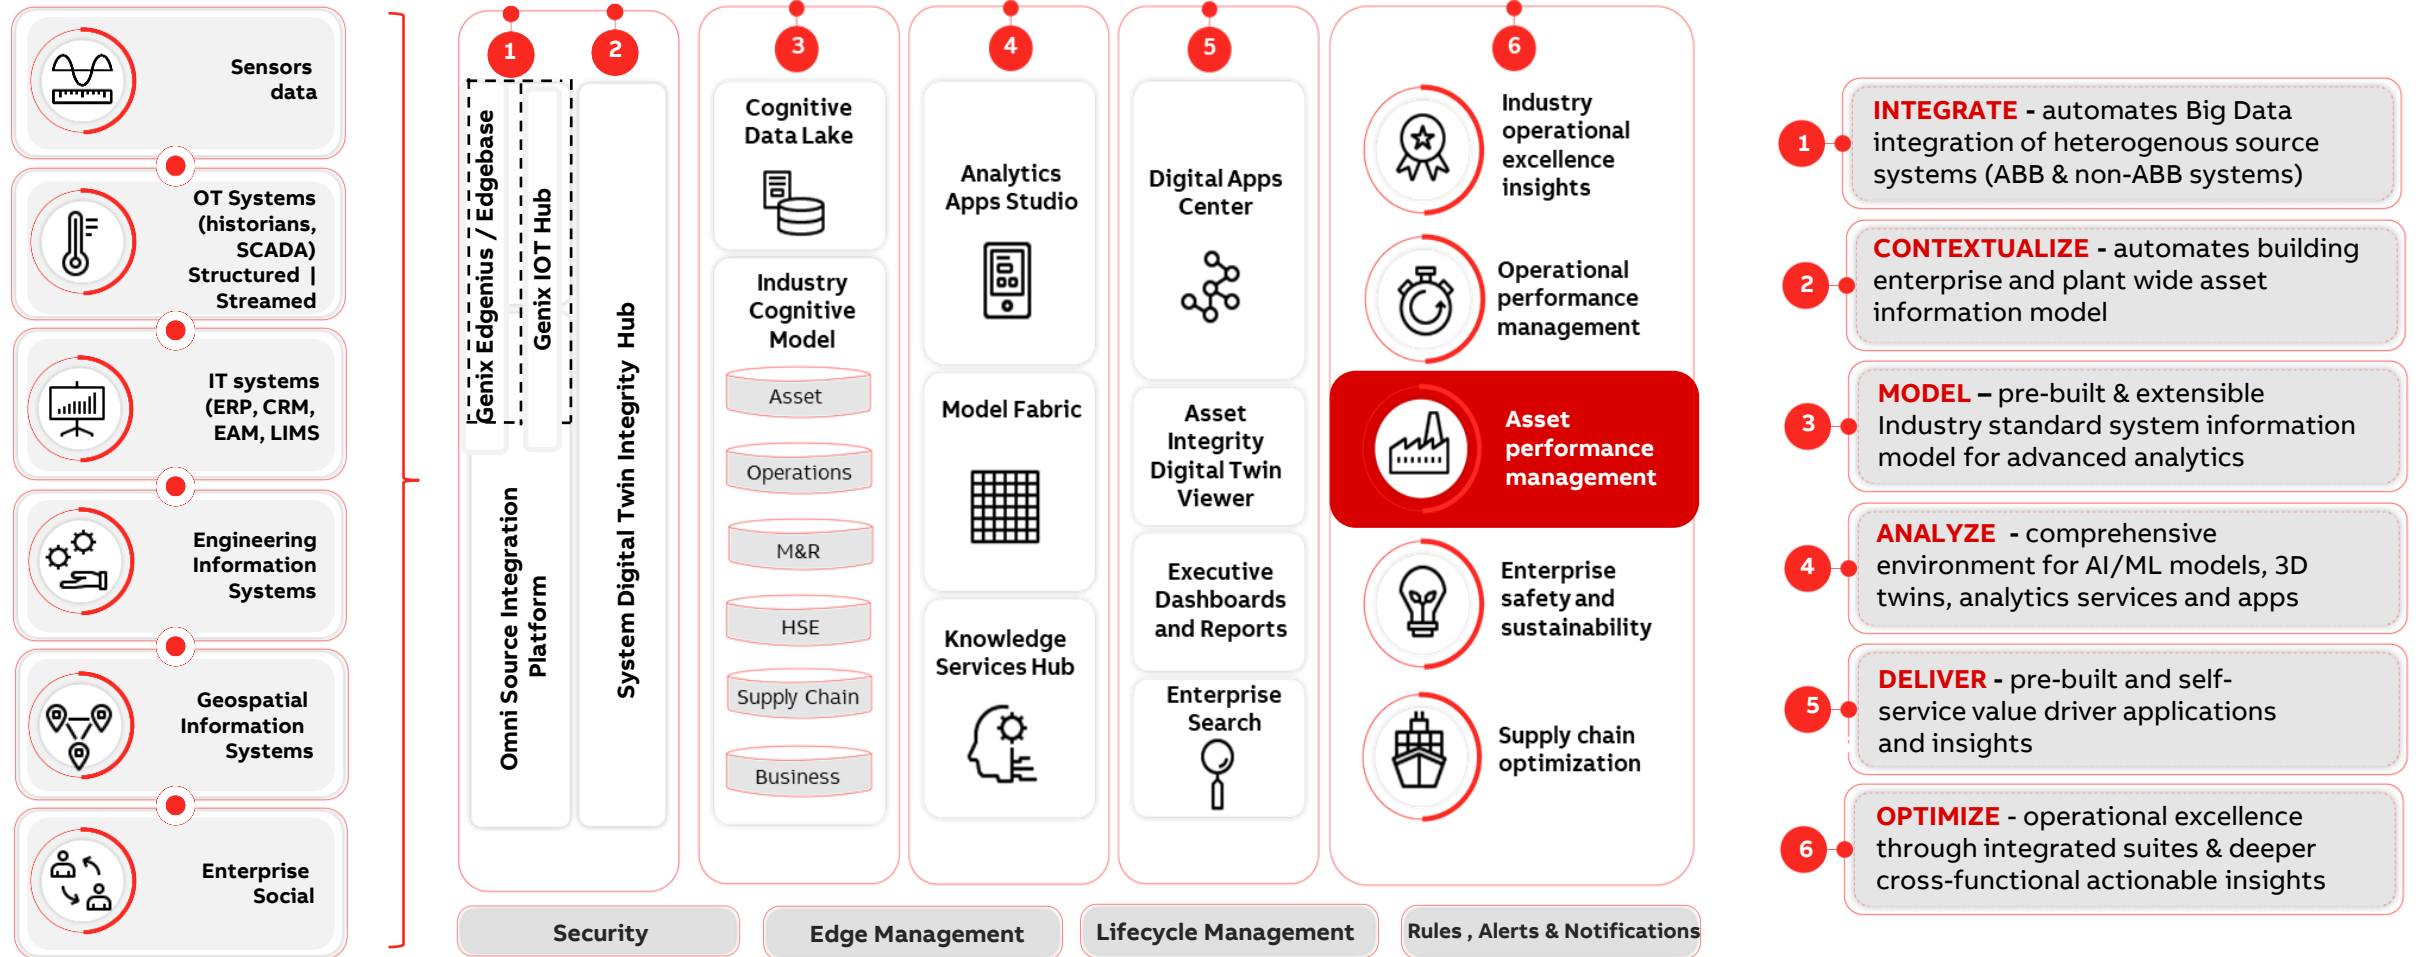 Sensors
data
OT Systems
(historians,
SCADA)
Structured |
Streamed
IT systems
(ERP, CRM,
EAM, LIMS
Engineering
Information
Systems
Geospatial
Information
Systems
Enterprise
Social
1
Genix Edgenius / Edgebase
Genix IOT Hub
Omni Source Integration
Platform
2
System Digital Twin Integrity Hub
3
Cognitive
Data Lake
Industry
Cognitive
Model
Asset
Operations
M&R
HSE
Supply Chain
Business
4
Analytics
Apps Studio
Model Fabric
Knowledge
Services Hub
5
Digital Apps
Center
Asset
Integrity
Digital Twin
Viewer
Executive
Dashboards
and Reports
Enterprise
Search
6
Industry
operational
excellence
insights
Operational
performance
management
Asset
performance
management
Enterprise
safety and
sustainability
Supply chain
optimization
Security
Edge Management
Lifecycle Management
Rules , Alerts & Notifications
1
INTEGRATE - automates Big Data
integration of heterogenous source
systems (ABB & non-ABB systems)
2
CONTEXTUALIZE - automates building
enterprise and plant wide asset
information model
3
MODEL – pre-built & extensible
Industry standard system information
model for advanced analytics
4
ANALYZE - comprehensive
environment for AI/ML models, 3D
twins, analytics services and apps
5
DELIVER - pre-built and self-
service value driver applications
and insights
6
OPTIMIZE - operational excellence
through integrated suites & deeper
cross-functional actionable insights